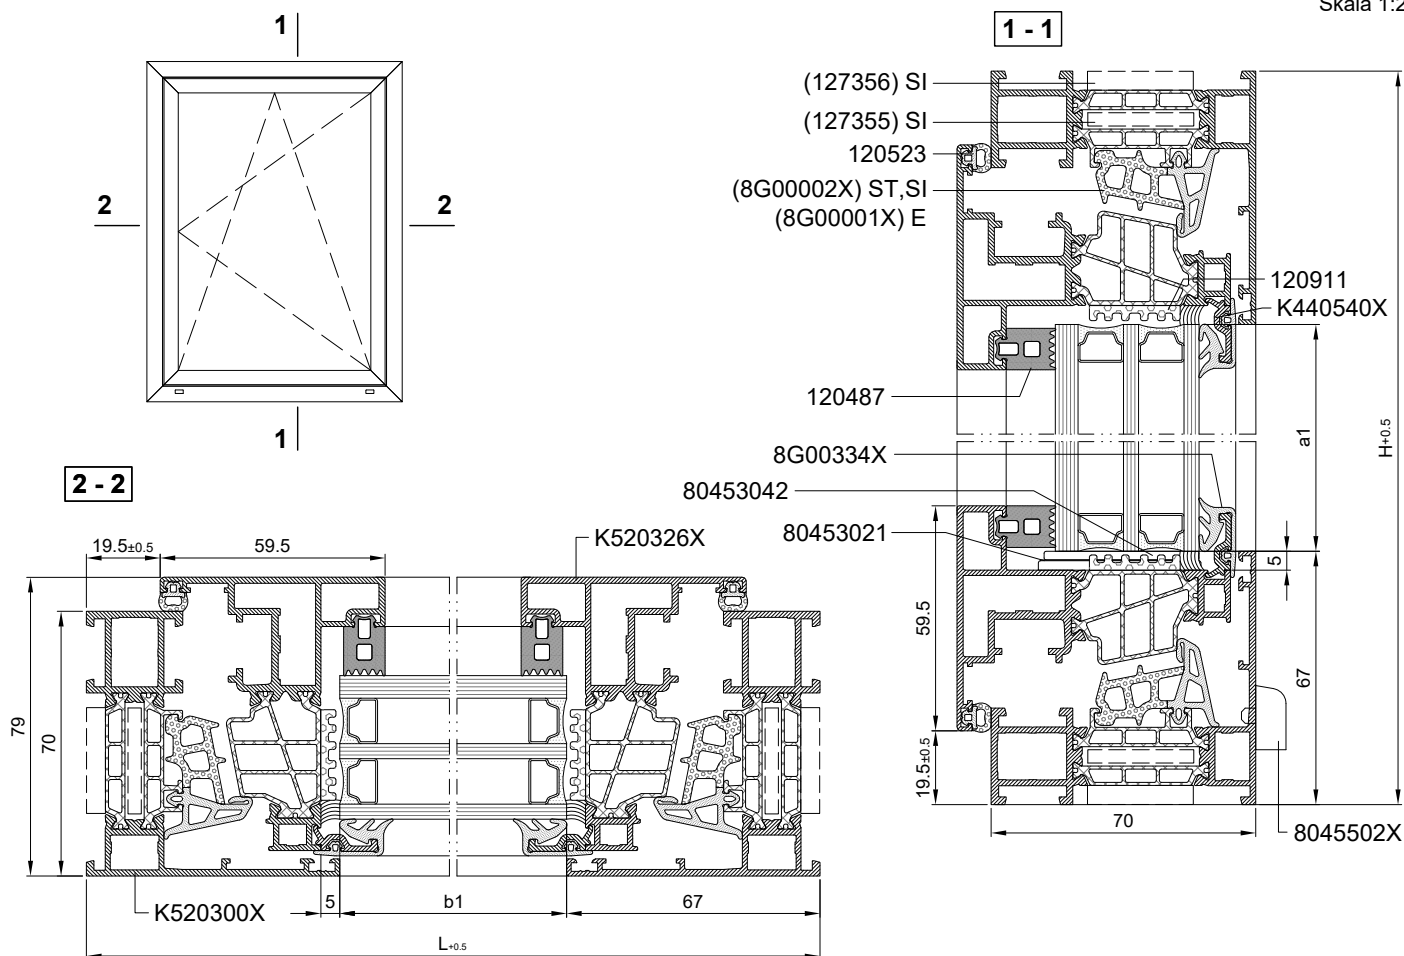 Skala 1:2
1
2
2
1
1 - 1
(127356) SI
(127355) SI
120523
(8G00002X) ST,SI
(8G00001X) E
120911
K440540X
120487
8G00334X
80453042
80453021
a1
H+0.5
5
67
59.5
19.5±0.5
70
8045502X
2 - 2
19.5±0.5
59.5
K520326X
79
70
K520300X
5
b1
67
L+0.5